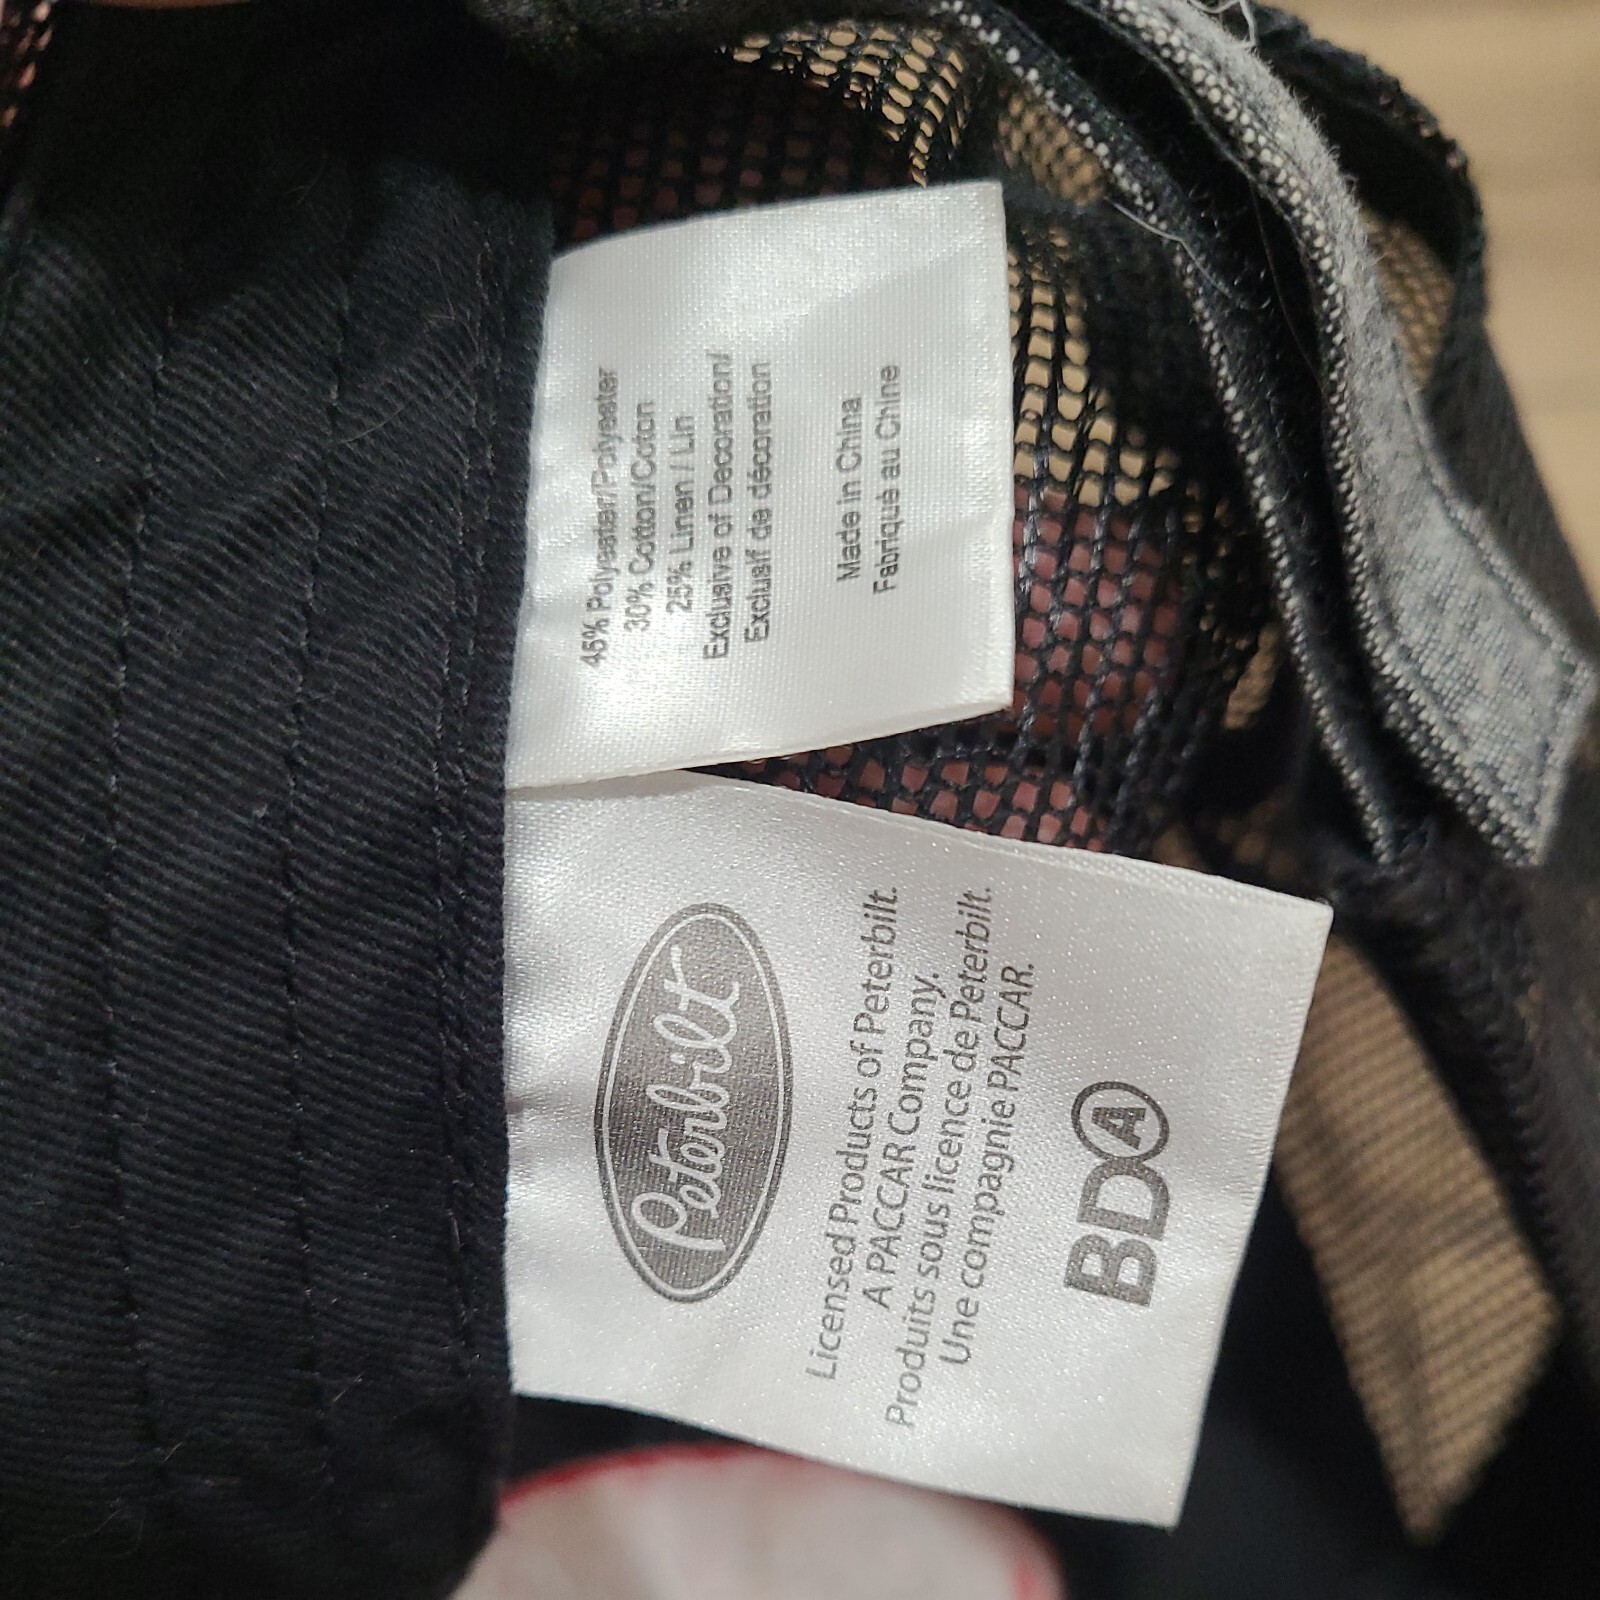 45% Polyester/Polyester
30% Cotton/Coton
25% Linen / Lin
Exclusive of Decoration/
Exclusif de décoration
Made in China
Fabriqué au Chine
Peterbilt
Licensed Products of Peterbilt.
A PACCAR Company.
Produits sous licence de Peterbilt.
Une compagnie PACCAR.
BDA